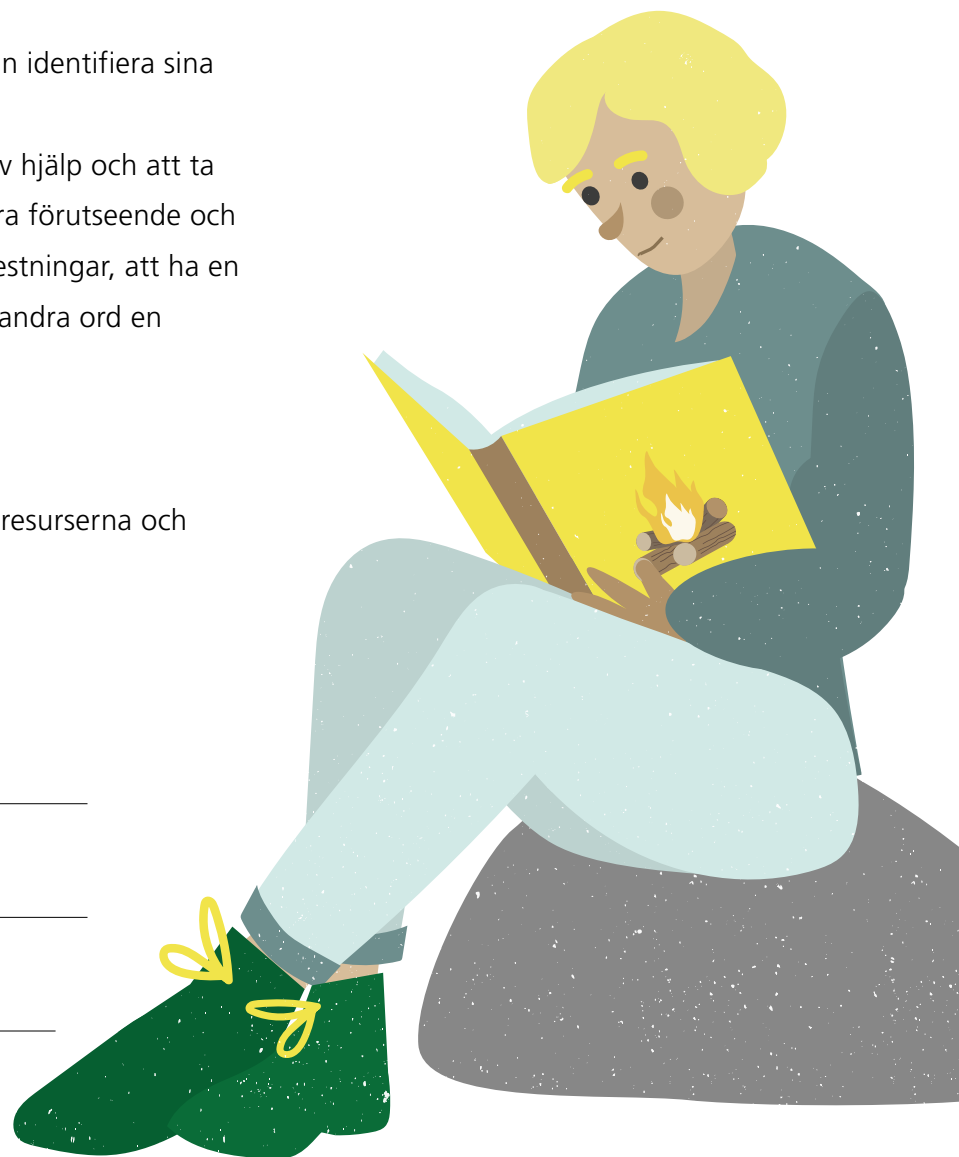 n identifiera sina
v hjälp och att ta
ra förutseende och
estningar, att ha en
andra ord en
resurserna och